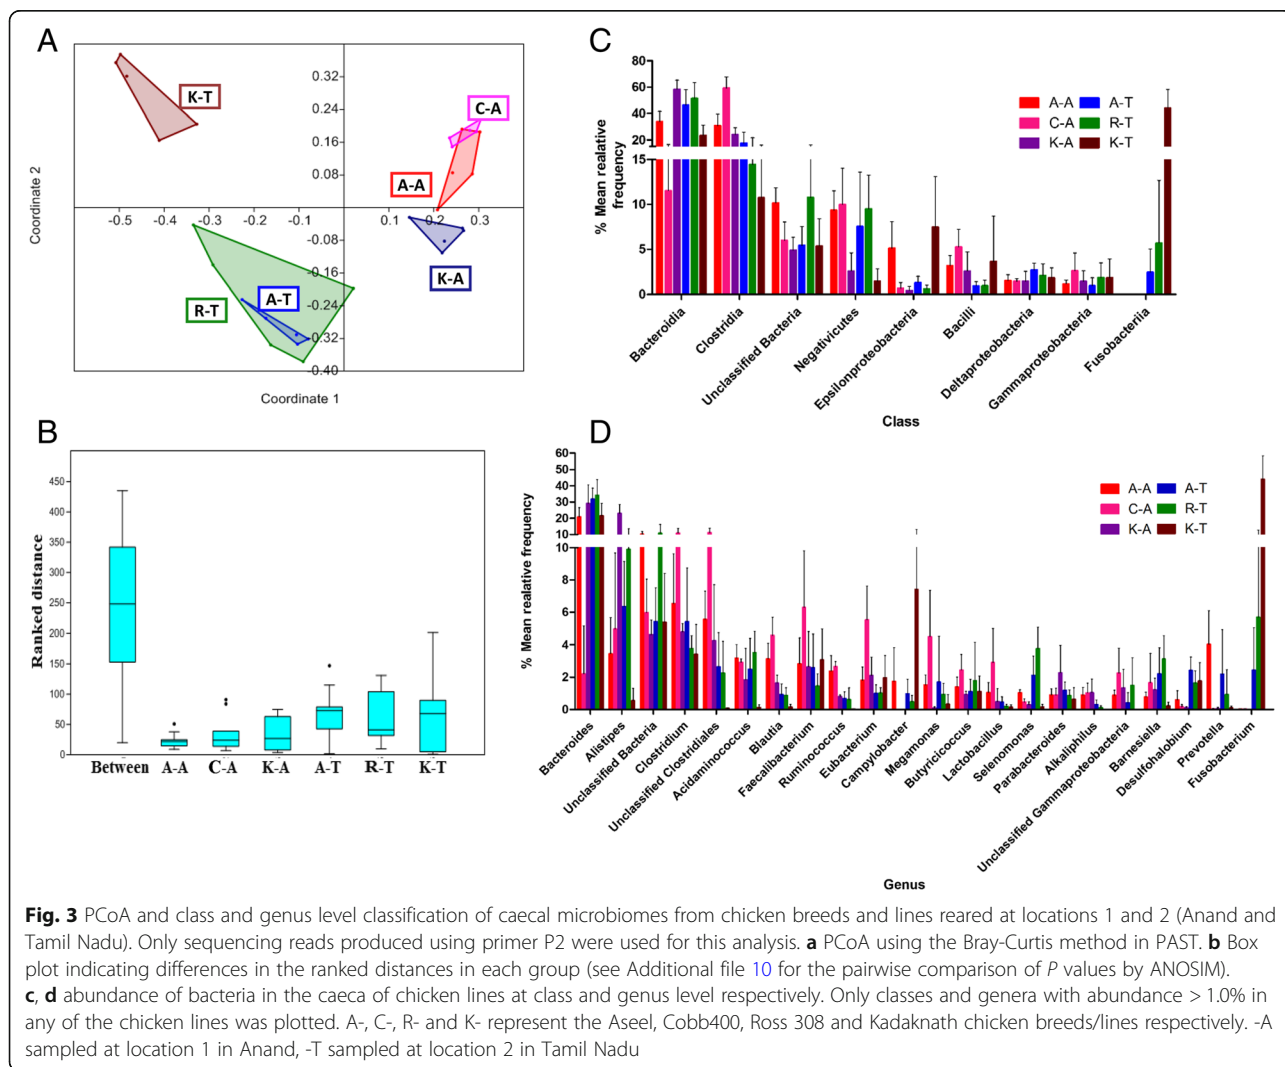 A
Coordinate 2
0.32
0.24
0.16
0.08
-0.08
-0.16
-0.24
-0.32
-0.40
-0.5
-0.4
-0.3
-0.2
-0.1
0.1
0.2
0.3
K-T
C-A
A-A
K-A
A-T
R-T
Coordinate 1
C
% Mean realative
frequency
80
60
40
20
15
10
5
0
A-A
A-T
C-A
R-T
K-A
K-T
Bacteroidia
Clostridia
Unclassified Bacteria
Negativicutes
Epsilonproteobacteria
Bacilli
Deltaproteobacteria
Gammaproteobacteria
Fusobacteriia
Class
B
Ranked distance
450
400
350
300
250
200
150
100
50
0
Between
A-A
C-A
K-A
A-T
R-T
K-T
D
% Mean realative frequency
60
50
40
30
20
10
10
8
6
4
2
0
A-A
A-T
C-A
R-T
K-A
K-T
Bacteroides
Alistipes
Unclassified Bacteria
Clostridium
Unclassified Clostridiales
Acidaminococcus
Blautia
Faecalibacterium
Ruminococcus
Eubacterium
Campylobacter
Megamonas
Butyricicoccus
Lactobacillus
Selenomonas
Parabacteroides
Alkaliphilus
Unclassified Gammaproteobacteria
Barnesiella
Desulfohalobium
Prevotella
Fusobacterium
Genus
Fig. 3 PCoA and class and genus level classification of caecal microbiomes from chicken breeds and lines reared at locations 1 and 2 (Anand and
Tamil Nadu). Only sequencing reads produced using primer P2 were used for this analysis. a PCoA using the Bray-Curtis method in PAST. b Box
plot indicating differences in the ranked distances in each group (see Additional file 10 for the pairwise comparison of P values by ANOSIM).
c, d abundance of bacteria in the caeca of chicken lines at class and genus level respectively. Only classes and genera with abundance > 1.0% in
any of the chicken lines was plotted. A-, C-, R- and K- represent the Aseel, Cobb400, Ross 308 and Kadaknath chicken breeds/lines respectively. -A
sampled at location 1 in Anand, -T sampled at location 2 in Tamil Nadu